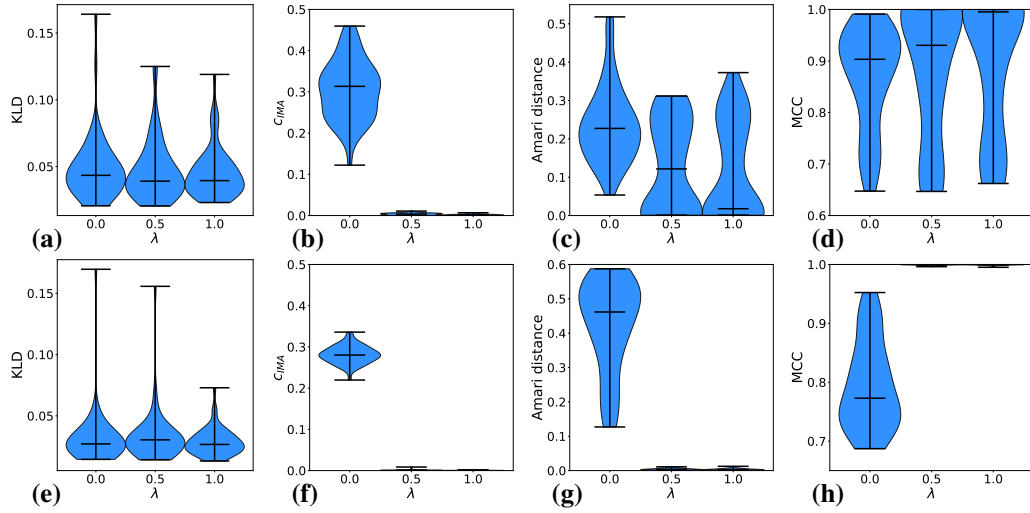 0.15
0.10
0.05
KLD
0.0 0.5 1.0
λ
(a)
0.5
0.4
0.3
0.2
0.1
0.0
c_IMA
0.0 0.5 1.0
λ
(b)
0.5
0.4
0.3
0.2
0.1
0.0
Amari distance
0.0 0.5 1.0
λ
(c)
1.0
0.9
0.8
0.7
0.6
MCC
0.0 0.5 1.0
λ
(d)
0.15
0.10
0.05
KLD
0.0 0.5 1.0
λ
(e)
0.5
0.4
0.3
0.2
0.1
0.0
c_IMA
0.0 0.5 1.0
λ
(f)
0.6
0.5
0.4
0.3
0.2
0.1
0.0
Amari distance
0.0 0.5 1.0
λ
(g)
1.0
0.9
0.8
0.7
MCC
0.0 0.5 1.0
λ
(h)